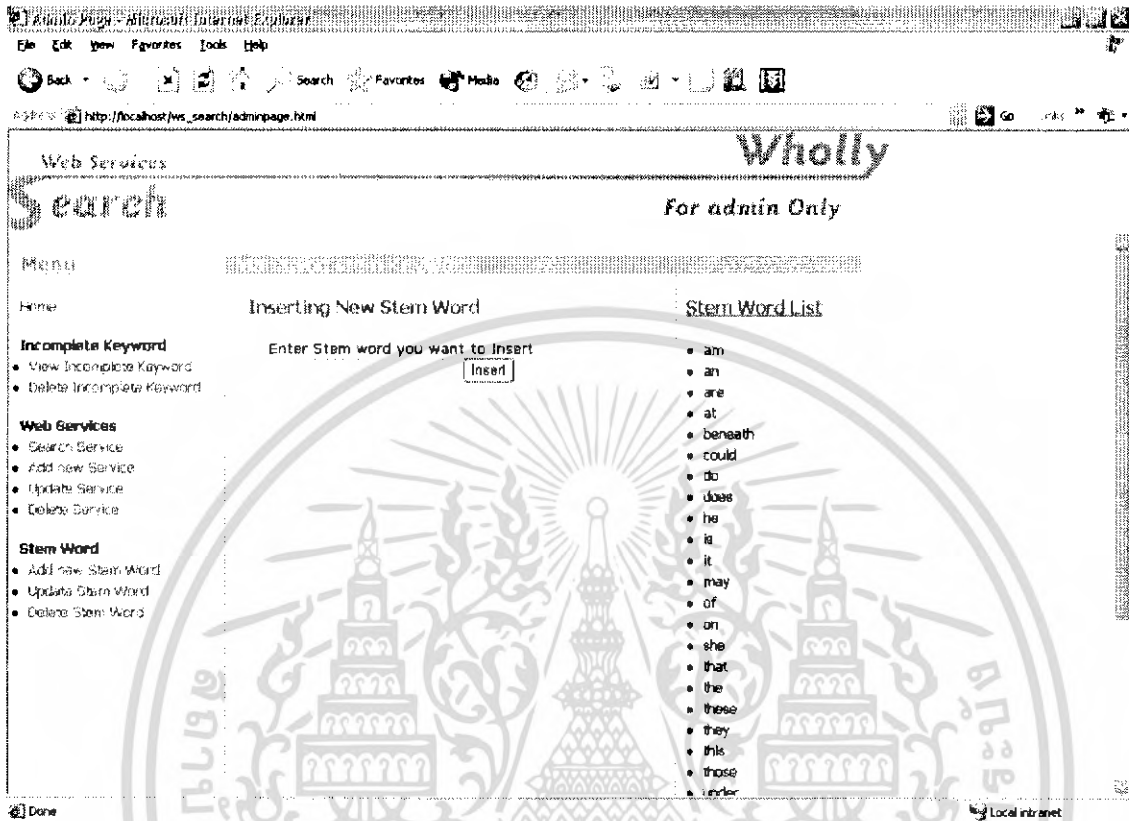 Admin Page - Microsoft Internet Explorer
File Edit View Favorites Tools Help
Back Search Favorites Media
Address http://localhost/ws_search/adminpage.html Go Links »
Web Services
Search
Wholly
For admin Only
Menu
Home
Incomplete Keyword
• View Incomplete Keyword
• Delete Incomplete Keyword
Web Services
• Search Service
• Add new Service
• Update Service
• Delete Service
Stem Word
• Add new Stem Word
• Update Stem Word
• Delete Stem Word
Inserting New Stem Word
Enter Stem word you want to Insert
Insert
Stem Word List
• am
• an
• are
• at
• beneath
• could
• do
• does
• he
• is
• it
• may
• of
• on
• she
• that
• the
• these
• they
• this
• those
• under
Done
Local intranet